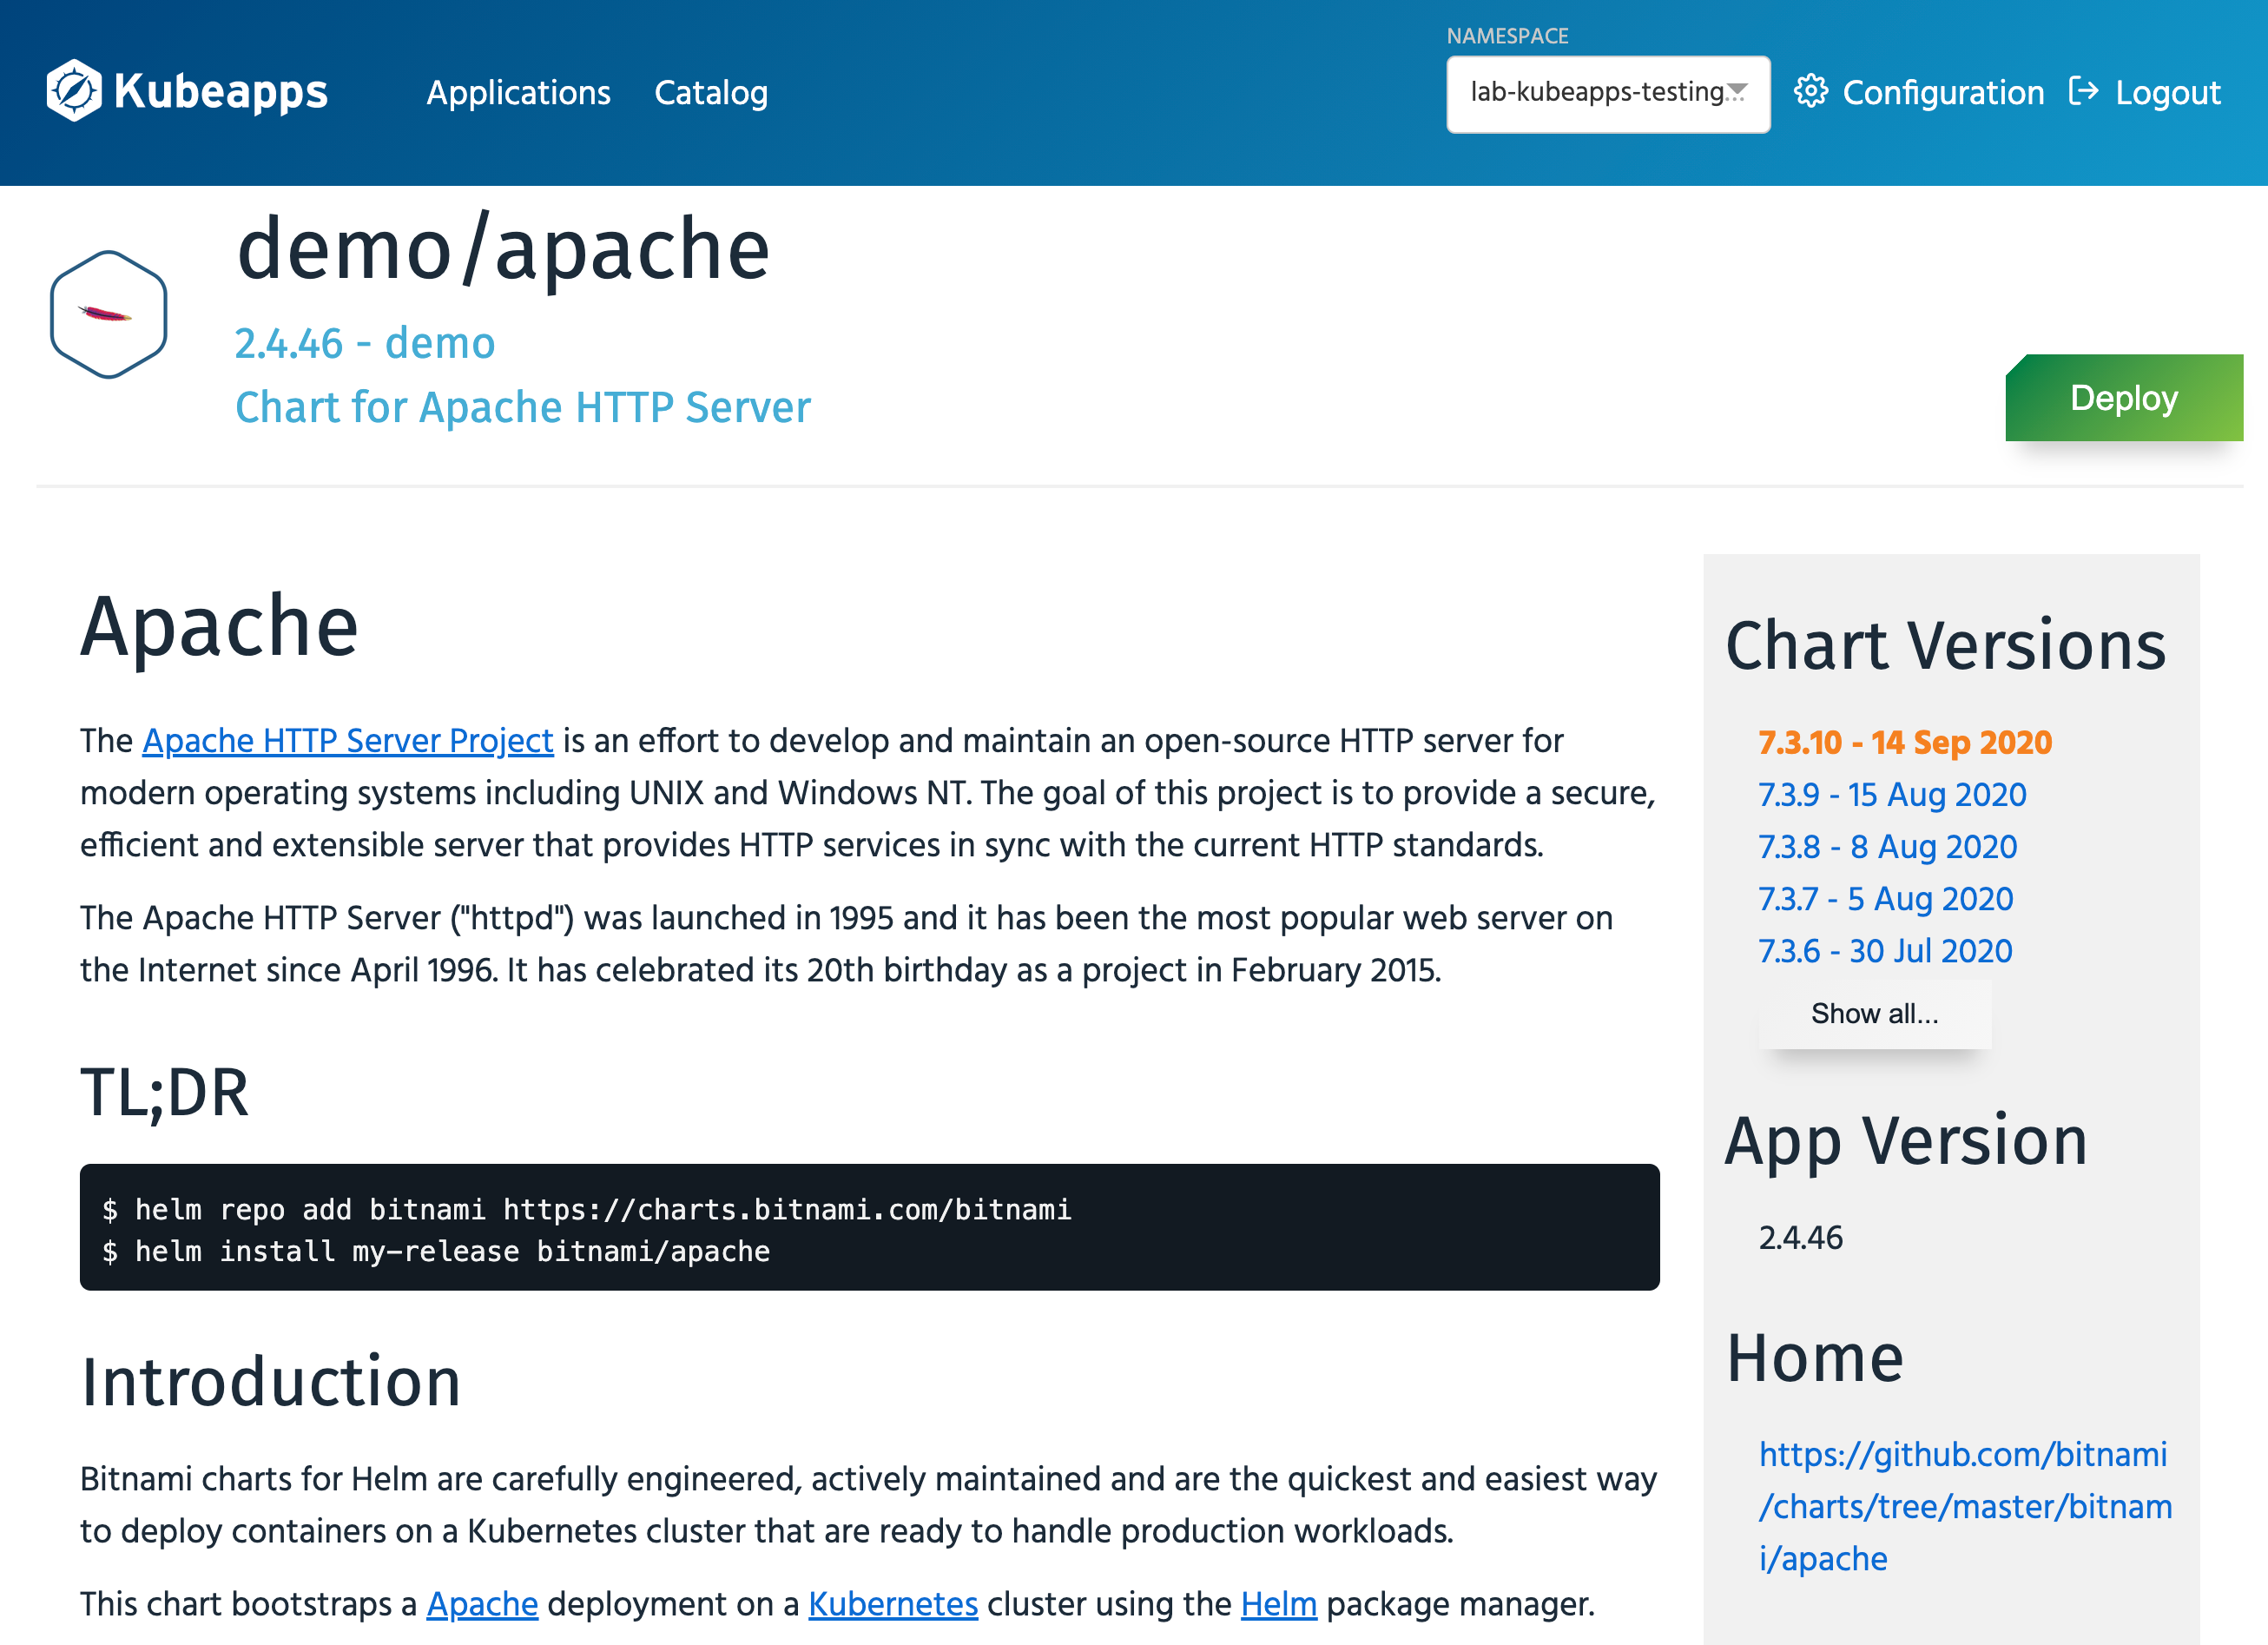 NAMESPACE
Kubeapps
Applications
Catalog
lab-kubeapps-testing...
Configuration
Logout
demo/apache
2.4.46 - demo
Chart for Apache HTTP Server
Deploy
Apache
The Apache HTTP Server Project is an effort to develop and maintain an open-source HTTP server for
modern operating systems including UNIX and Windows NT. The goal of this project is to provide a secure,
efficient and extensible server that provides HTTP services in sync with the current HTTP standards.
The Apache HTTP Server ("httpd") was launched in 1995 and it has been the most popular web server on
the Internet since April 1996. It has celebrated its 20th birthday as a project in February 2015.
TL;DR
$ helm repo add bitnami https://charts.bitnami.com/bitnami
$ helm install my-release bitnami/apache
Introduction
Bitnami charts for Helm are carefully engineered, actively maintained and are the quickest and easiest way
to deploy containers on a Kubernetes cluster that are ready to handle production workloads.
This chart bootstraps a Apache deployment on a Kubernetes cluster using the Helm package manager.
Chart Versions
7.3.10 - 14 Sep 2020
7.3.9 - 15 Aug 2020
7.3.8 - 8 Aug 2020
7.3.7 - 5 Aug 2020
7.3.6 - 30 Jul 2020
Show all...
App Version
2.4.46
Home
https://github.com/bitnami
/charts/tree/master/bitnam
i/apache